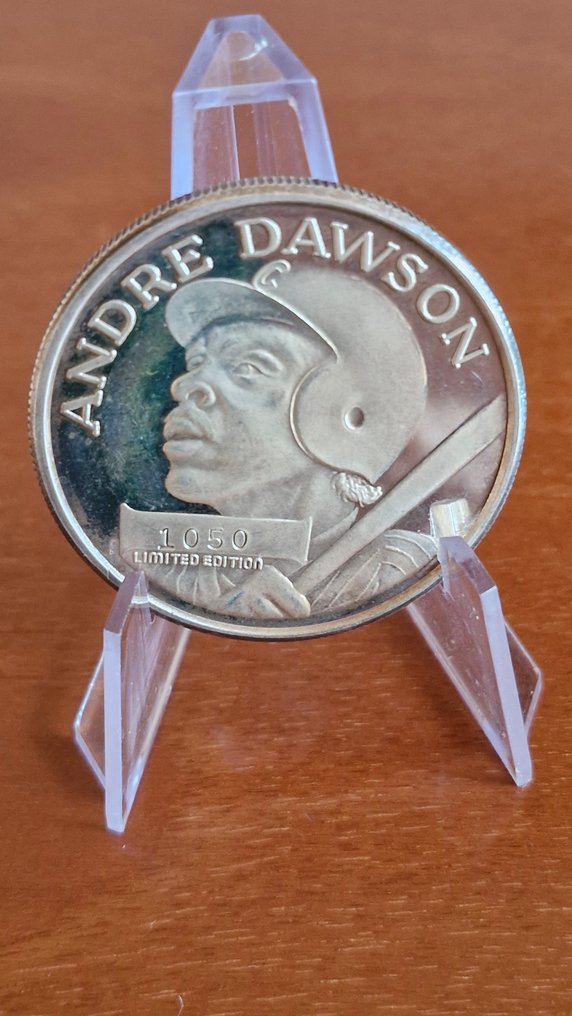 ANDRE DAWSON
C
1050
LIMITED EDITION